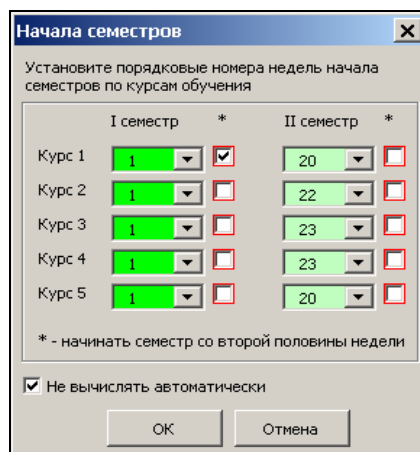 Начала семестров
Установите порядковые номера недель начала
семестров по курсам обучения
I семестр * II семестр *
Курс 1 1 20
Курс 2 1 22
Курс 3 1 23
Курс 4 1 23
Курс 5 1 20
* - начинать семестр со второй половины недели
Не вычислять автоматически
ОК Отмена